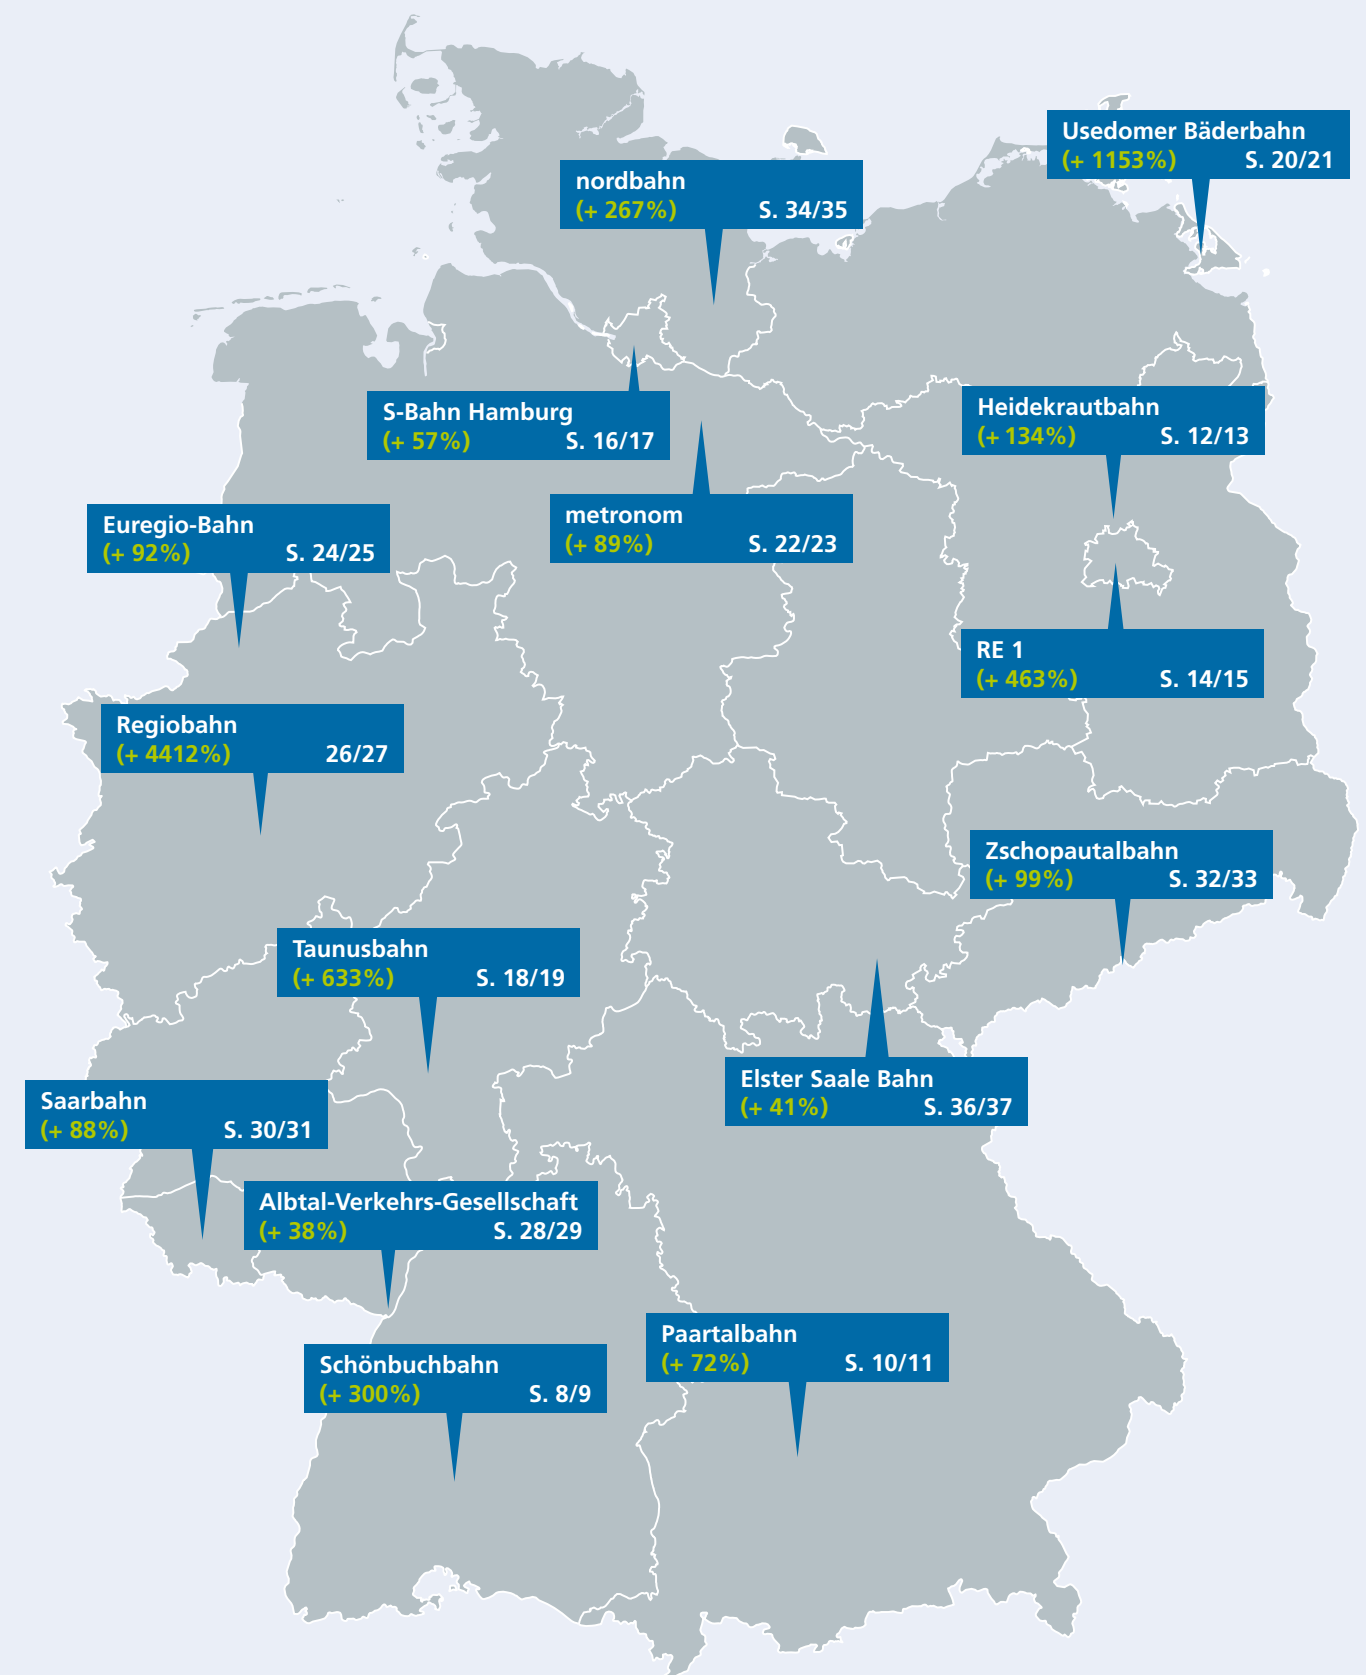 Usedomer Bäderbahn
(+ 1153%) S. 20/21
nordbahn
(+ 267%) S. 34/35
S-Bahn Hamburg
(+ 57%) S. 16/17
Heidekrautbahn
(+ 134%) S. 12/13
metronom
(+ 89%) S. 22/23
Euregio-Bahn
(+ 92%) S. 24/25
RE 1
(+ 463%) S. 14/15
Regiobahn
(+ 4412%) 26/27
Zschopautalbahn
(+ 99%) S. 32/33
Taunusbahn
(+ 633%) S. 18/19
Elster Saale Bahn
(+ 41%) S. 36/37
Saarbahn
(+ 88%) S. 30/31
Albtal-Verkehrs-Gesellschaft
(+ 38%) S. 28/29
Paartalbahn
(+ 72%) S. 10/11
Schönbuchbahn
(+ 300%) S. 8/9